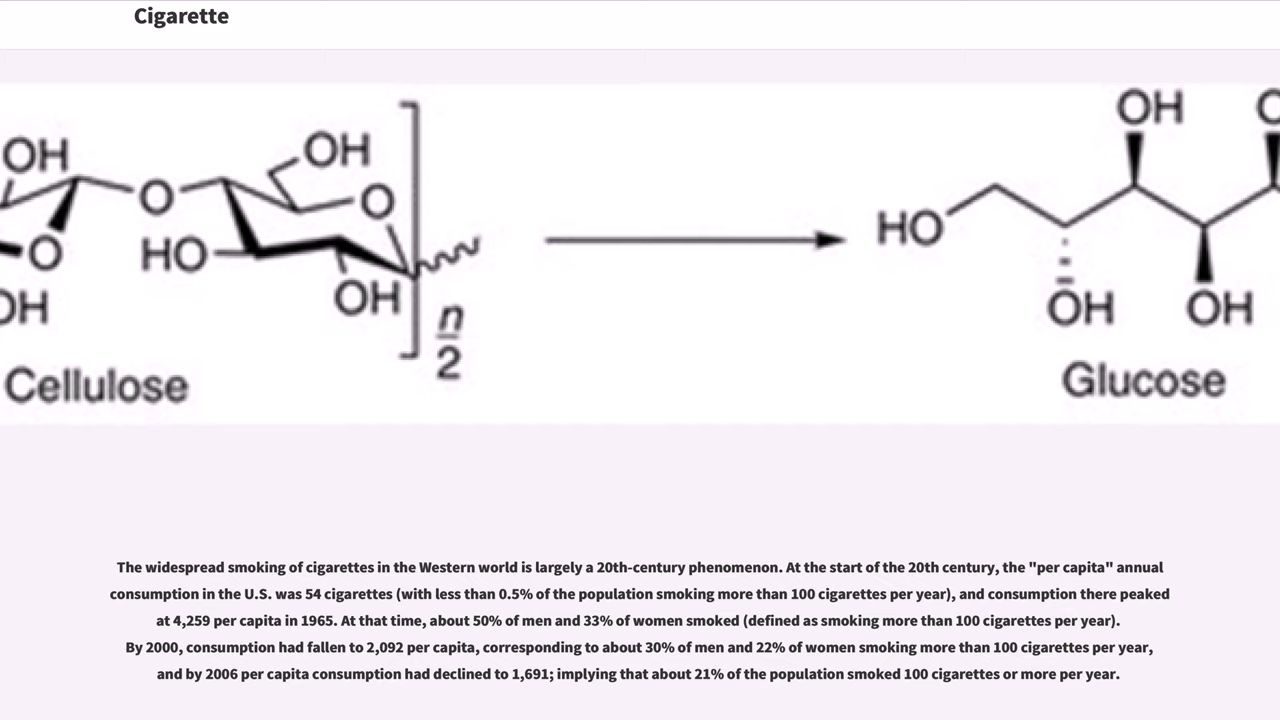 Cigarette
OH
OH
OH
O
O
HO
O
HO
OH
OH
n
2
HO
OH
OH
Cellulose
Glucose
The widespread smoking of cigarettes in the Western world is largely a 20th-century phenomenon. At the start of the 20th century, the "per capita" annual
consumption in the U.S. was 54 cigarettes (with less than 0.5% of the population smoking more than 100 cigarettes per year), and consumption there peaked
at 4,259 per capita in 1965. At that time, about 50% of men and 33% of women smoked (defined as smoking more than 100 cigarettes per year).
By 2000, consumption had fallen to 2,092 per capita, corresponding to about 30% of men and 22% of women smoking more than 100 cigarettes per year,
and by 2006 per capita consumption had declined to 1,691; implying that about 21% of the population smoked 100 cigarettes or more per year.